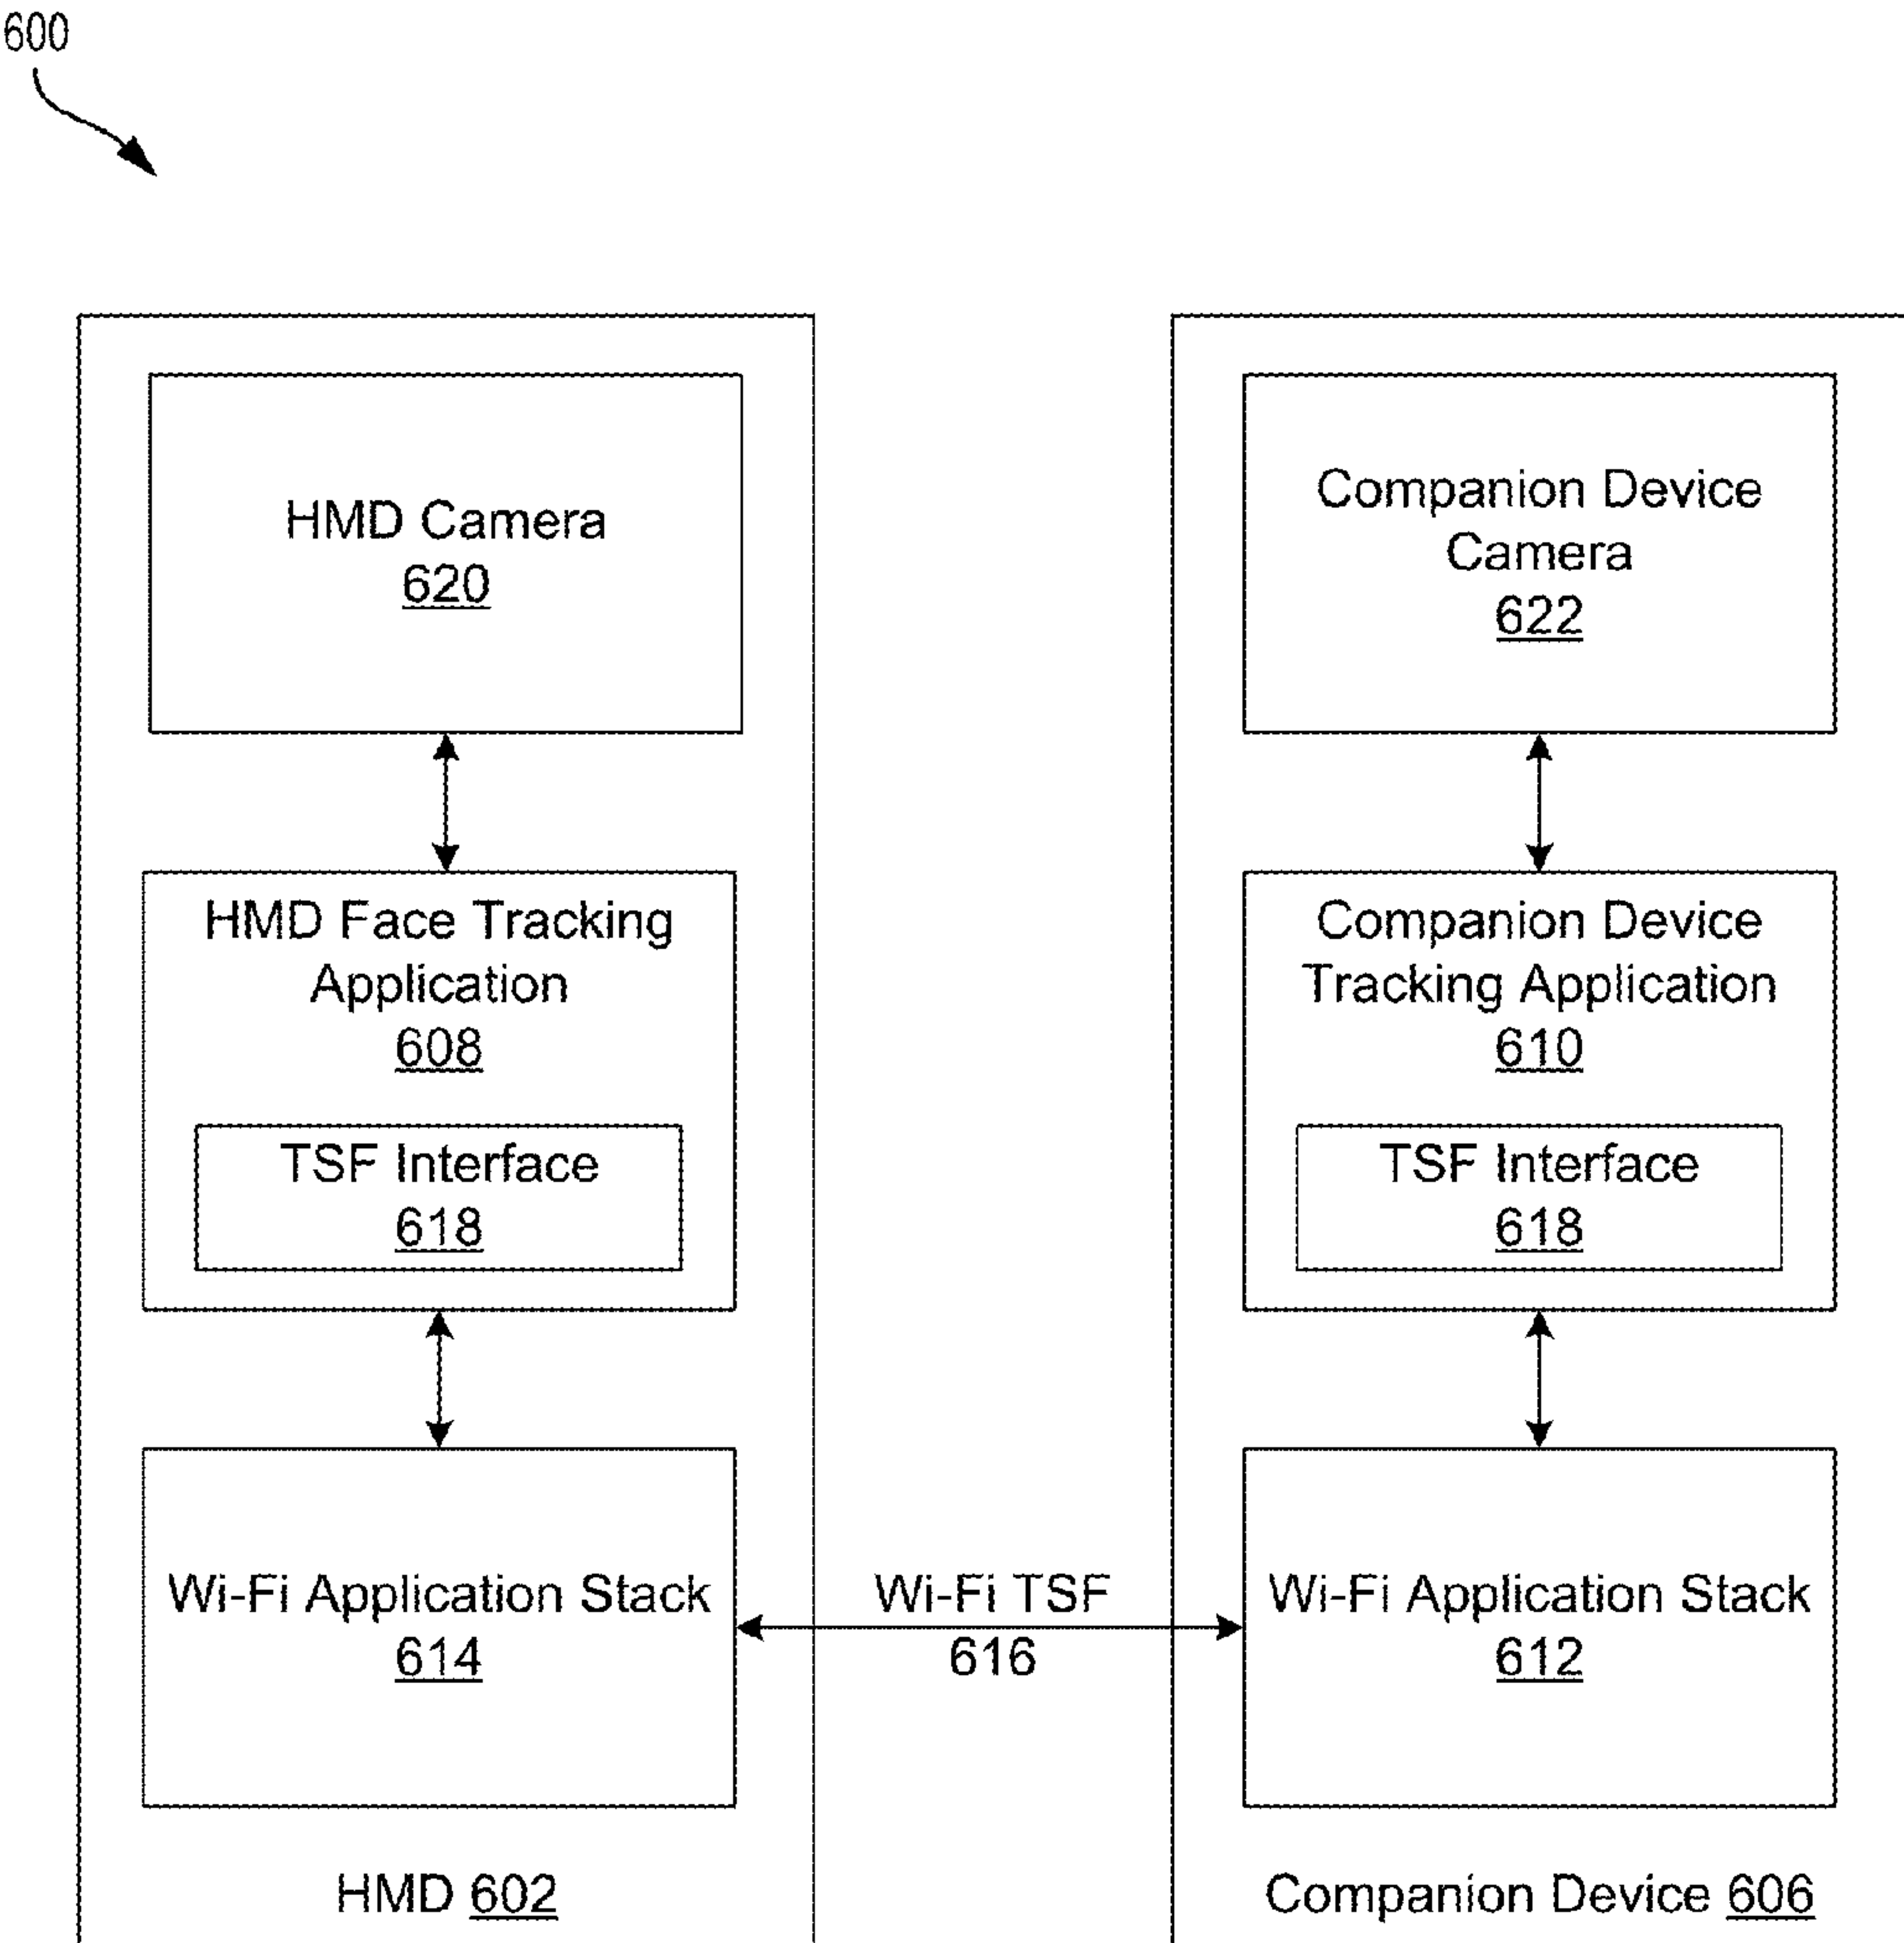 600
HMD Camera
620
HMD Face Tracking
Application
608
TSF Interface
618
Wi-Fi Application Stack
614
HMD 602
Wi-Fi TSF
616
Companion Device
Camera
622
Companion Device
Tracking Application
610
TSF Interface
618
Wi-Fi Application Stack
612
Companion Device 606